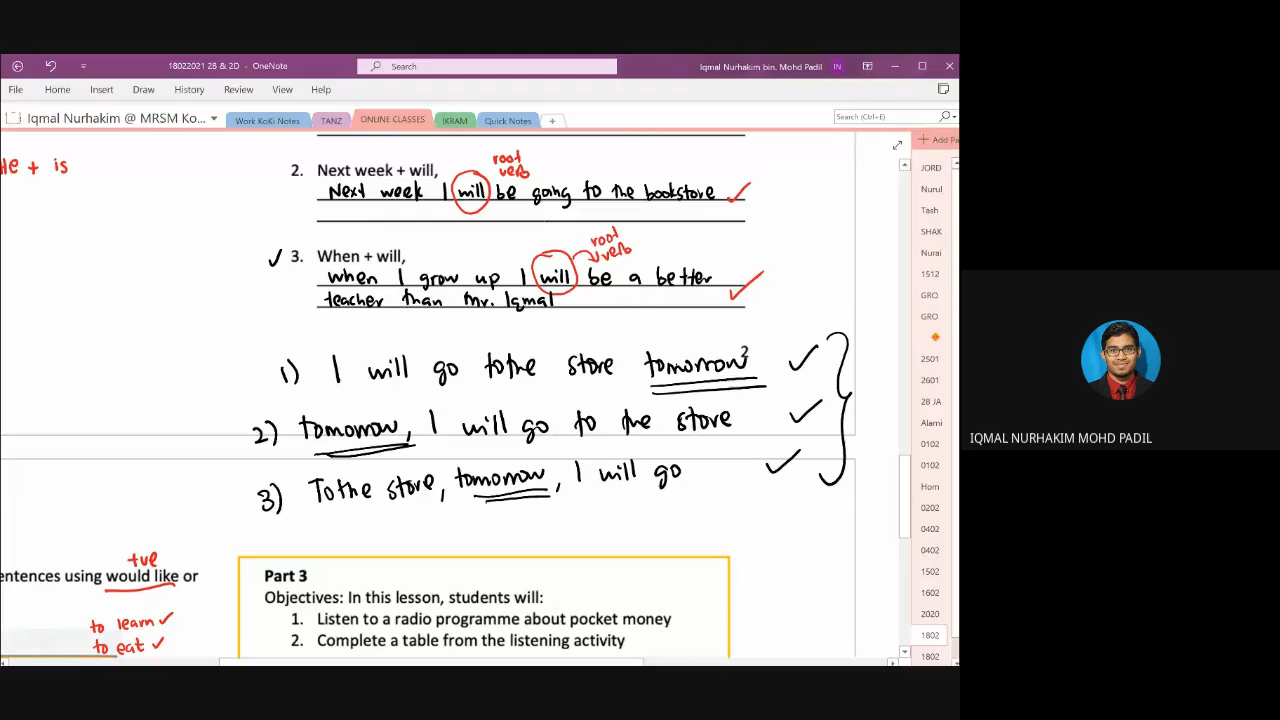 18022021 2B & 2D - OneNote
Search
Iqmal Nurhakim bin. Mohd Padil
IN
File Home Insert Draw History Review View Help
Iqmal Nurhakim @ MRSM Ko...
Work KoKi Notes
TANZ
ONLINE CLASSES
IKRAM
Quick Notes
+
Search (Ctrl+E)
Add Pa
He + is
2. Next week + will,
root
verb
Next week I will be going to the bookstore
3. When + will,
root
verb
when I grow up I will be a better
teacher than Mr. Iqmal
1) I will go to the store tomorrow
2) tomorrow, I will go to the store
3) To the store, tomorrow, I will go
+ve
entences using would like or
to learn
to eat
Part 3
Objectives: In this lesson, students will:
1. Listen to a radio programme about pocket money
2. Complete a table from the listening activity
JORD
Nurul
Tash
SHAK
Nurai
1512
GRO
GRO
2501
2601
28 JA
Alami
0102
0102
Hom
0202
0402
0402
1502
1602
2020
1802
1802
IQMAL NURHAKIM MOHD PADIL